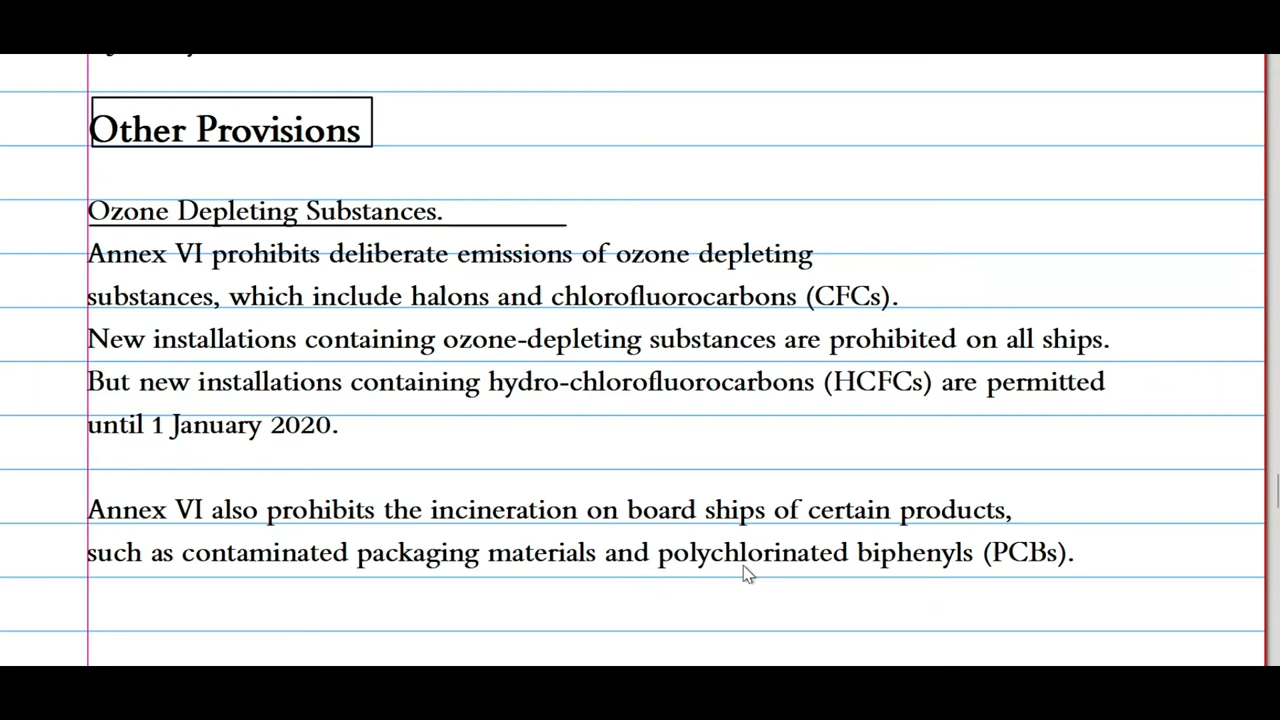 Other Provisions
Ozone Depleting Substances.
Annex VI prohibits deliberate emissions of ozone depleting
substances, which include halons and chlorofluorocarbons (CFCs).
New installations containing ozone-depleting substances are prohibited on all ships.
But new installations containing hydro-chlorofluorocarbons (HCFCs) are permitted
until 1 January 2020.
Annex VI also prohibits the incineration on board ships of certain products,
such as contaminated packaging materials and polychlorinated biphenyls (PCBs).